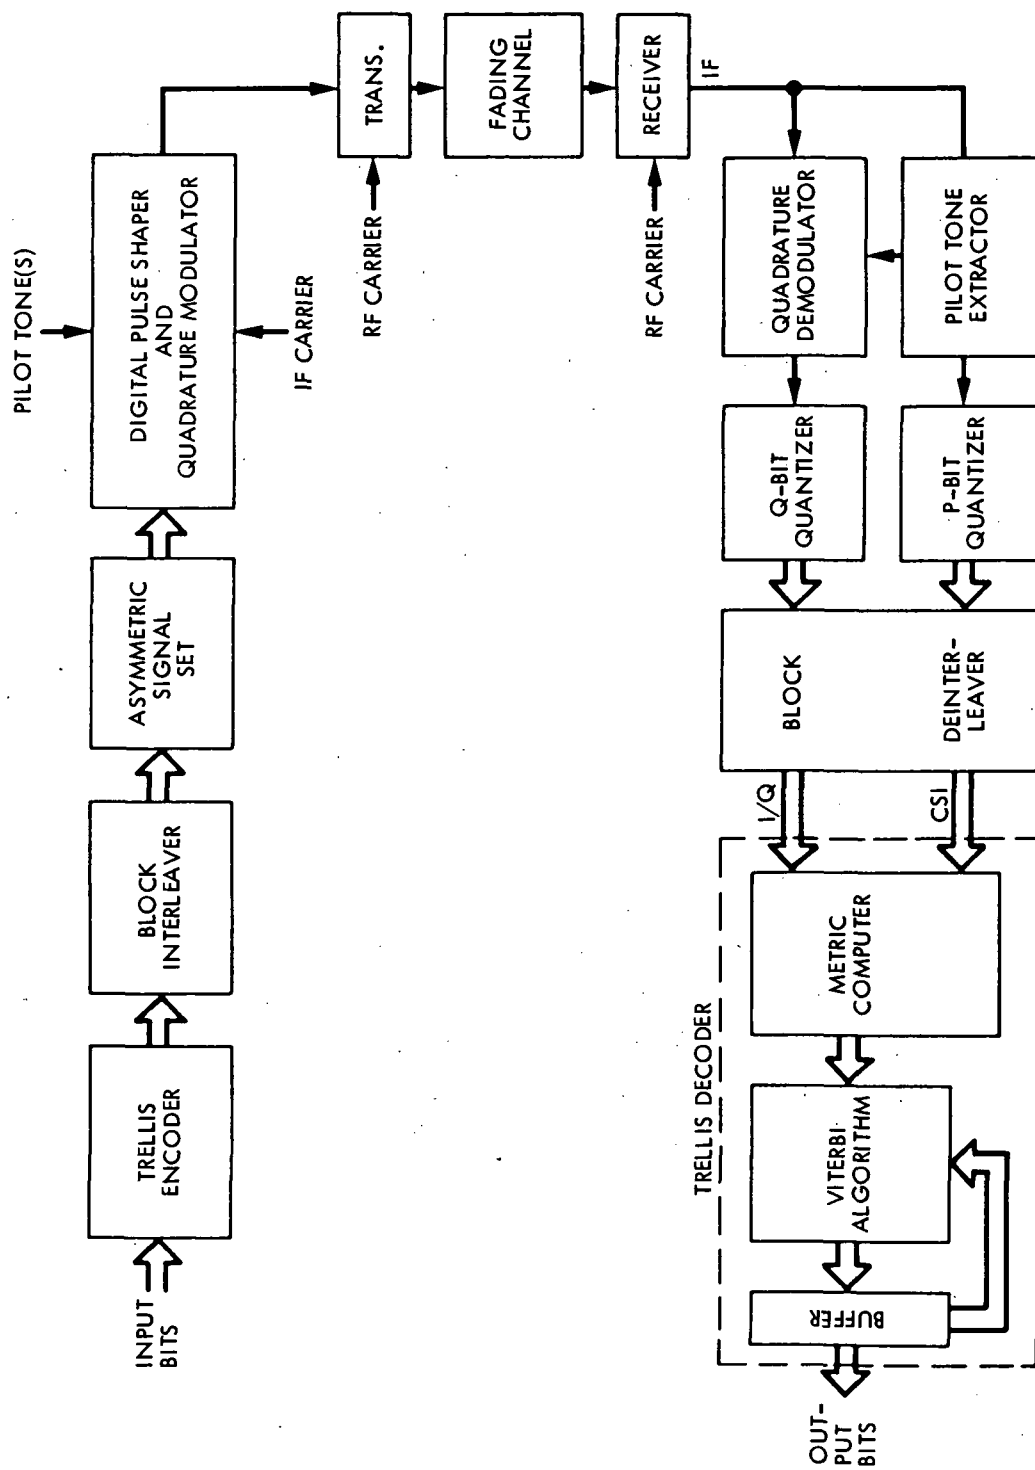 INPUT
BITS
TRELLIS
ENCODER
BLOCK
INTERLEAVER
ASYMMETRIC
SIGNAL
SET
PILOT TONE(S)
DIGITAL PULSE SHAPER
AND
QUADRATURE MODULATOR
IF CARRIER
TRANS.
RF CARRIER
FADING
CHANNEL
RECEIVER
RF CARRIER
IF
QUADRATURE
DEMODULATOR
PILOT TONE
EXTRACTOR
Q-BIT
QUANTIZER
P-BIT
QUANTIZER
BLOCK
DEINTER-
LEAVER
I/Q
CSI
TRELLIS DECODER
METRIC
COMPUTER
VITERBI
ALGORITHM
BUFFER
OUT-
PUT
BITS